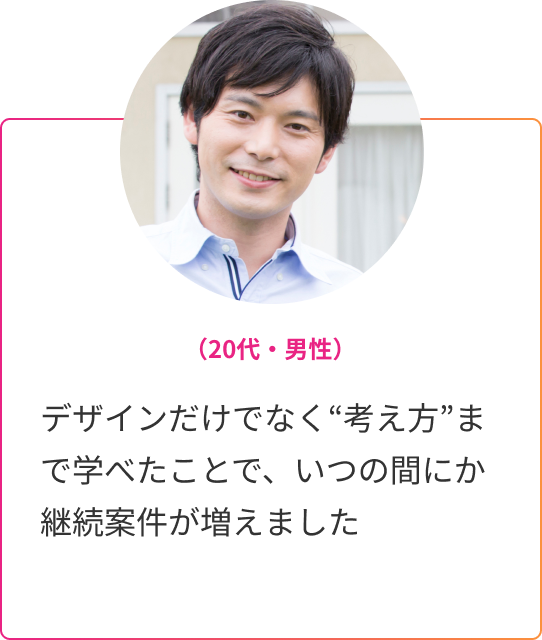 （20代・男性）
デザインだけでなく“考え方”ま
で学べたことで、いつの間にか
継続案件が増えました